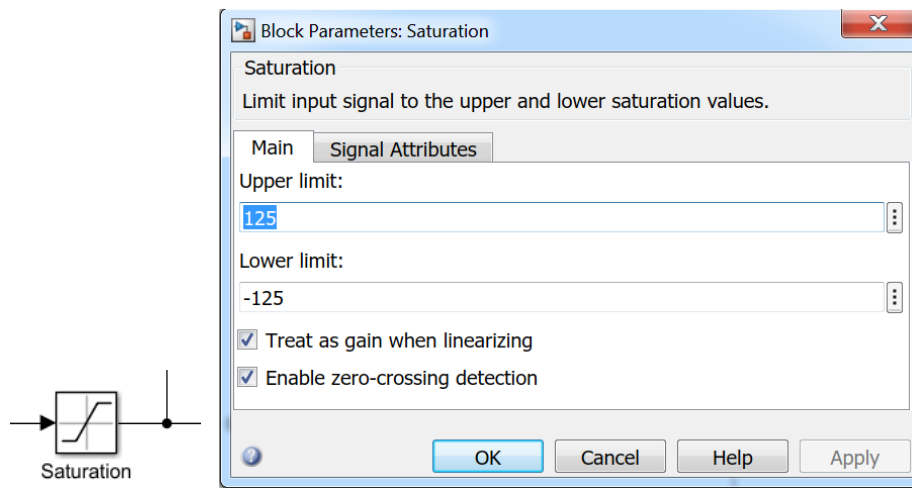 Block Parameters: Saturation
Saturation
Limit input signal to the upper and lower saturation values.
Main Signal Attributes
Upper limit:
125
Lower limit:
-125
Treat as gain when linearizing
Enable zero-crossing detection
OK Cancel Help Apply
Saturation